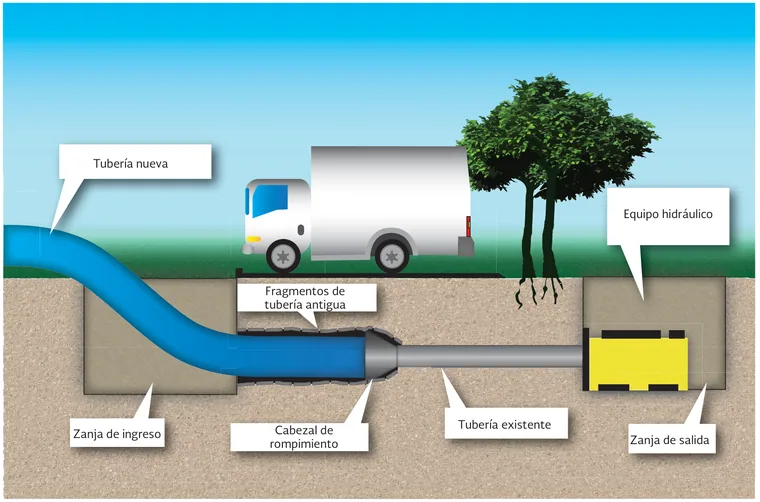 Tubería nueva
Equipo hidráulico
Fragmentos de
tubería antigua
Zanja de ingreso
Cabezal de
rompimiento
Tubería existente
Zanja de salida